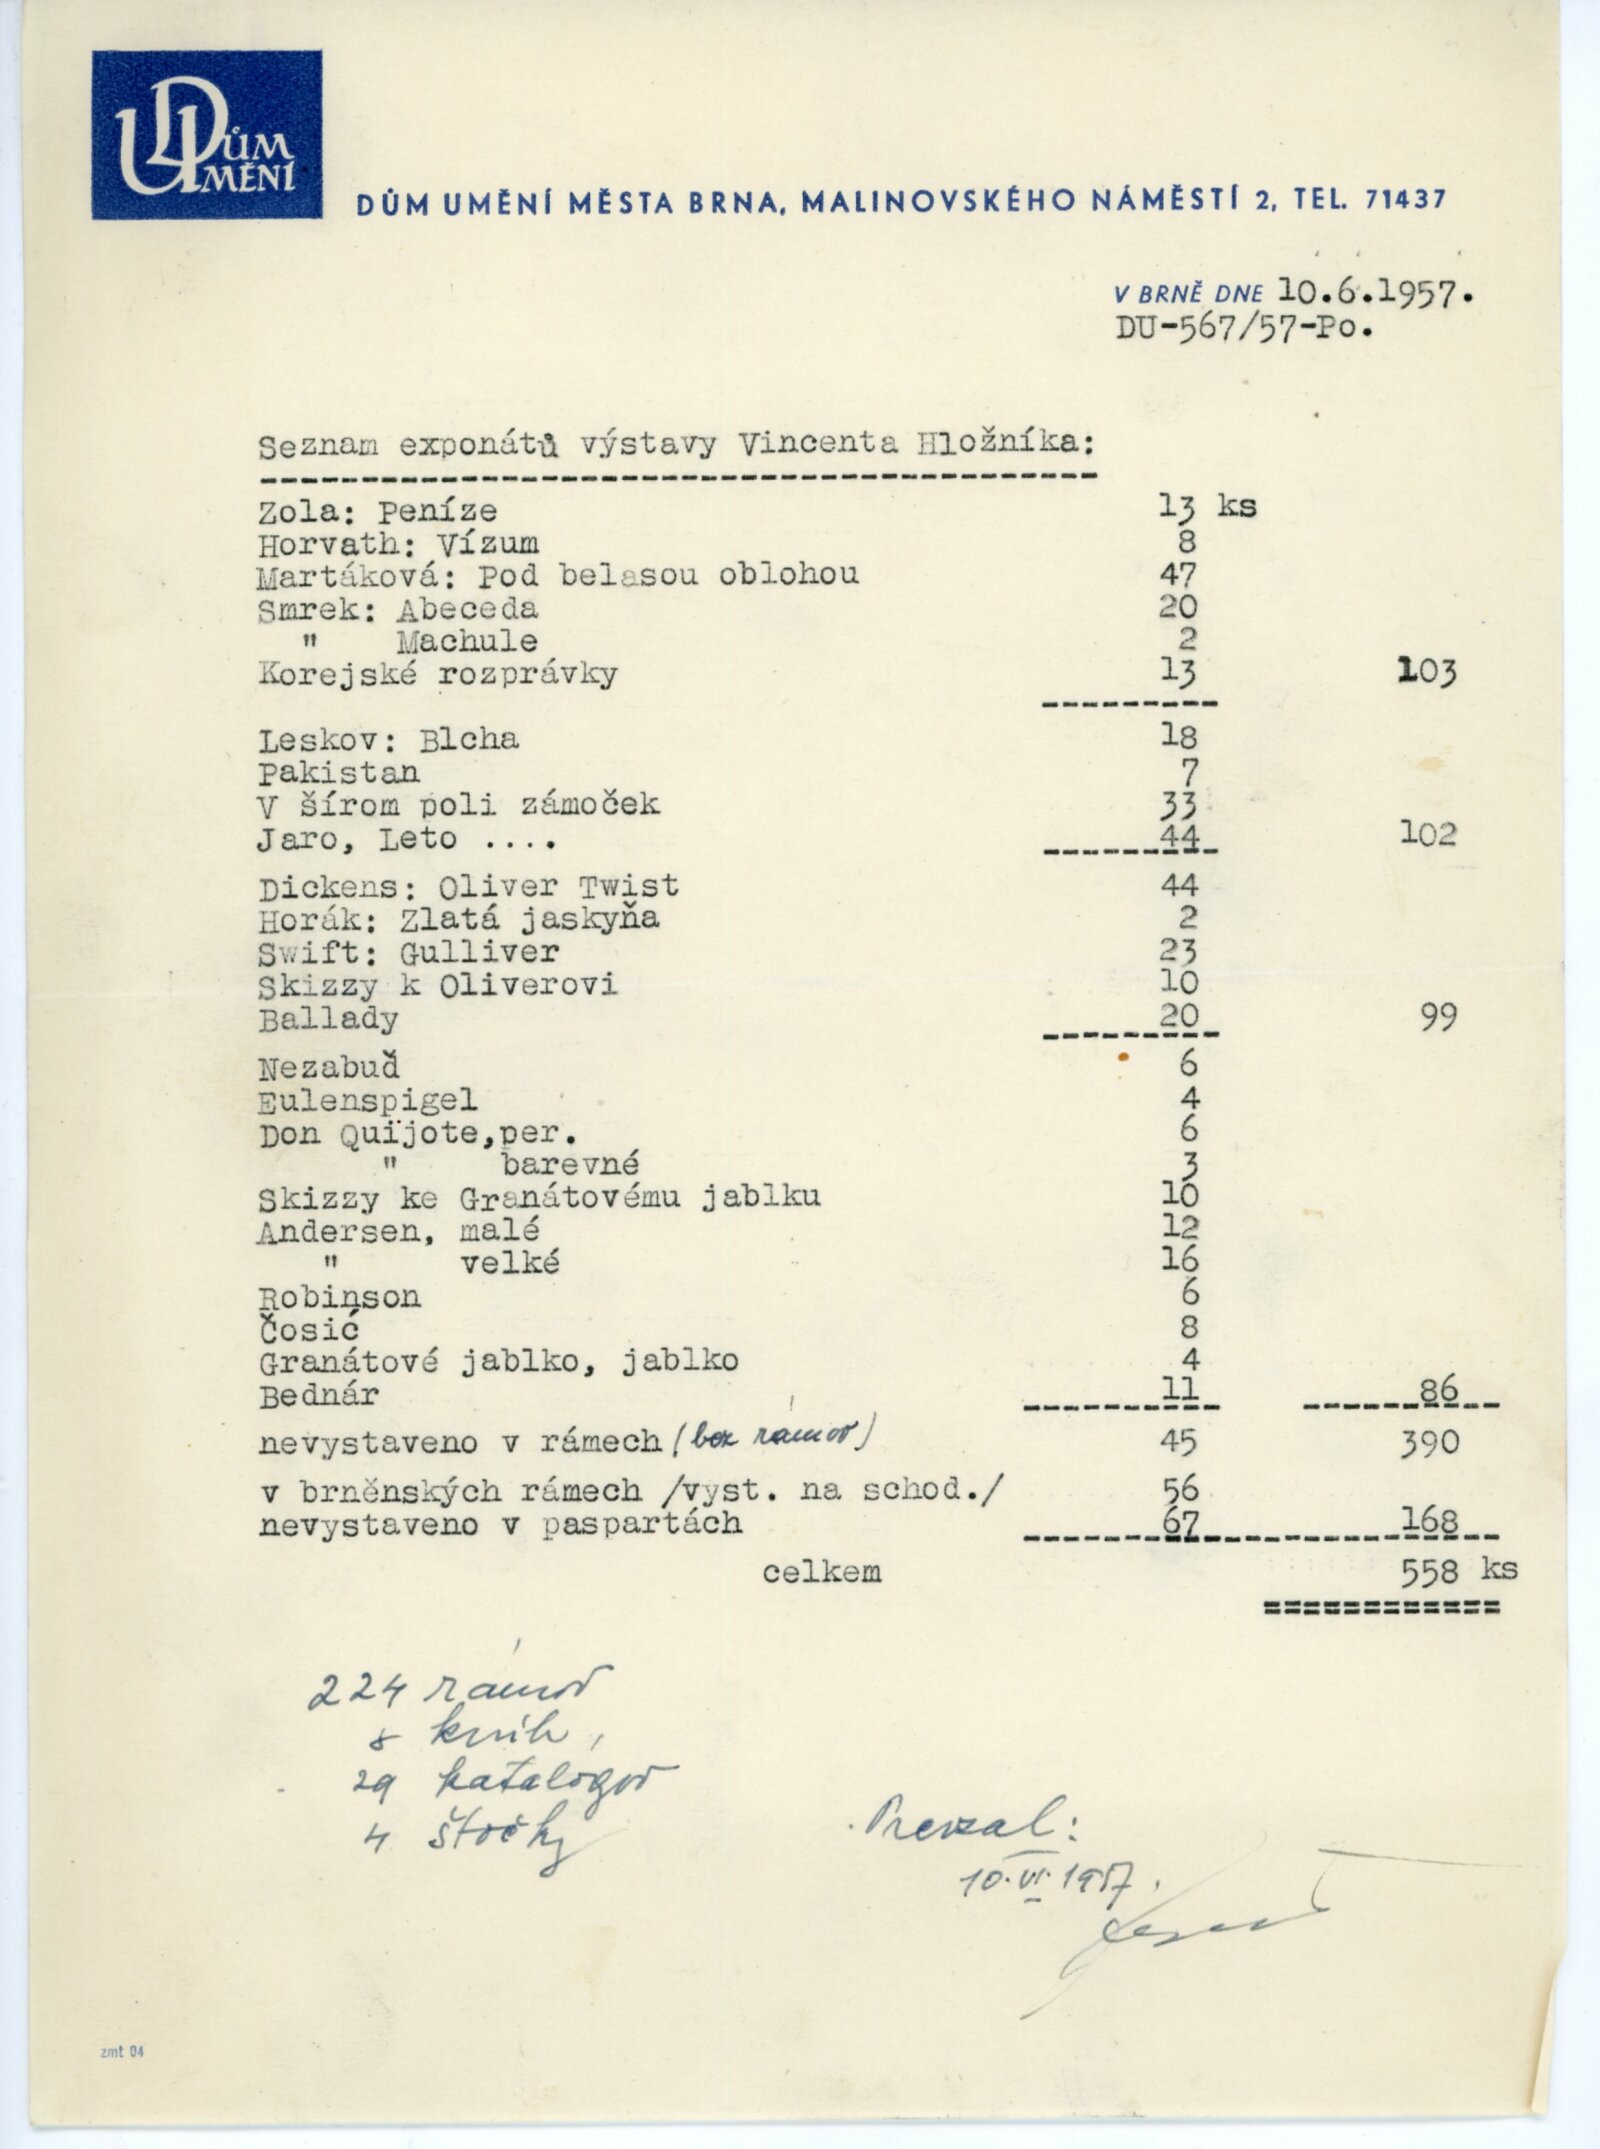 DŮM
UMĚNÍ
DŮM UMĚNÍ MĚSTA BRNA, MALINOVSKÉHO NÁMĚSTÍ 2, TEL. 71437
V BRNĚ DNE 10.6.1957.
DU-567/57-Po.
Seznam exponátů výstavy Vincenta Hložníka:
Zola: Peníze 13 ks
Horvath: Vízum 8
Martáková: Pod belasou oblohou 47
Smrek: Abeceda 20
" Machule 2
Korejské rozprávky 13 103
Leskov: Blcha 18
Pakistan 7
V šírom poli zámoček 33
Jaro, Leto .... 44 102
Dickens: Oliver Twist 44
Horák: Zlatá jaskyňa 2
Swift: Gulliver 23
Skizzy k Oliverovi 10
Ballady 20 99
Nezabuď 6
Eulenspigel 4
Don Quijote,per. 6
" barevné 3
Skizzy ke Granátovému jablku 10
Andersen, malé 12
" velké 16
Robinson 6
Čosić 8
Granátové jablko, jablko 4
Bednár 11 86
nevystaveno v rámech (bez rámov) 45 390
v brněnských rámech /vyst. na schod./ 56
nevystaveno v paspartách 67 168
celkem 558 ks
224 rámov
8 kníh,
29 katalógov
4 štočky
Prevzal:
10.VI.1957.
zmt 04